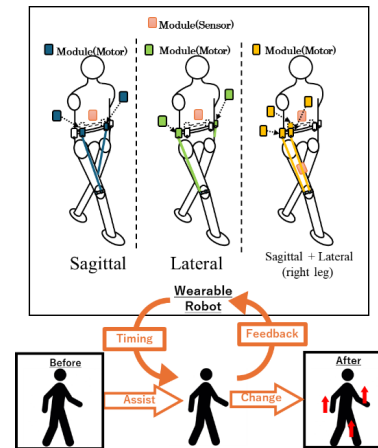 Module(Sensor)
Module(Motor)
Module(Motor)
Module(Motor)
Sagittal
Lateral
Sagittal + Lateral
(right leg)
Wearable
Robot
Timing
Feedback
Before
Assist
Change
After